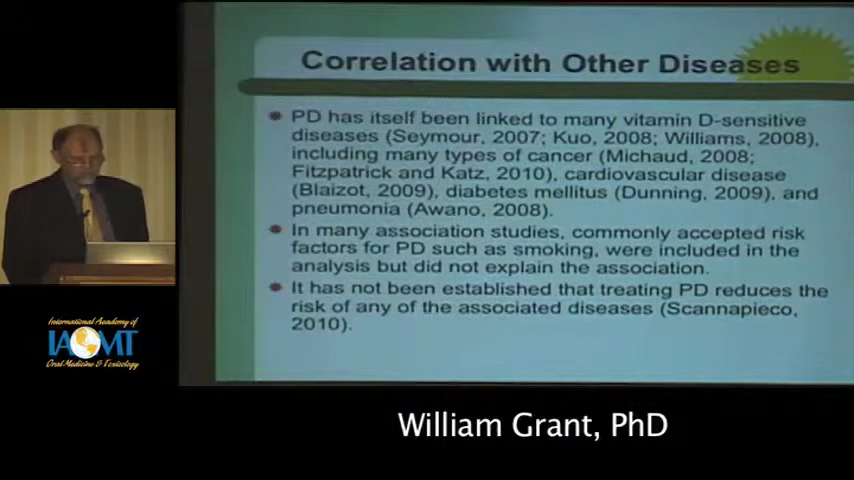 Correlation with Other Diseases
PD has itself been linked to many vitamin D-sensitive
diseases (Seymour, 2007; Kuo, 2008; Williams, 2008),
including many types of cancer (Michaud, 2008;
Fitzpatrick and Katz, 2010), cardiovascular disease
(Blaizot, 2009), diabetes mellitus (Dunning, 2009), and
pneumonia (Awano, 2008).
In many association studies, commonly accepted risk
factors for PD such as smoking, were included in the
analysis but did not explain the association.
It has not been established that treating PD reduces the
risk of any of the associated diseases (Scannapieco,
2010).
International Academy of
IAOMT
Oral Medicine & Toxicology
William Grant, PhD